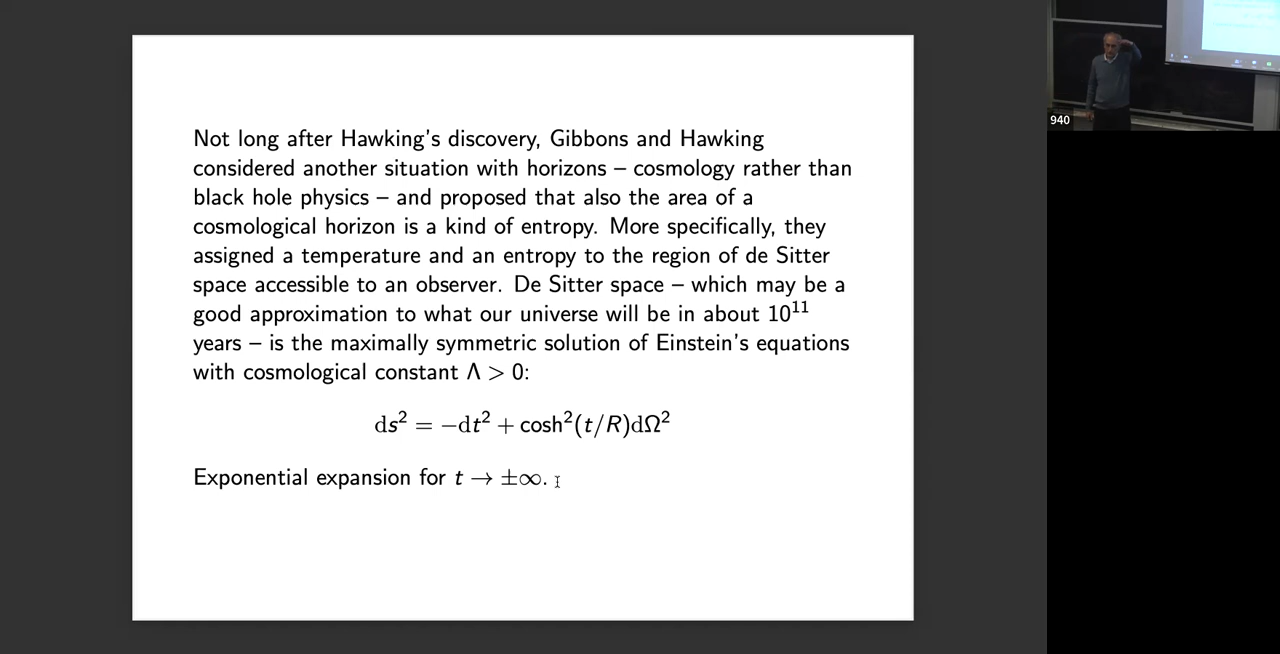 Not long after Hawking's discovery, Gibbons and Hawking
considered another situation with horizons – cosmology rather than
black hole physics – and proposed that also the area of a
cosmological horizon is a kind of entropy. More specifically, they
assigned a temperature and an entropy to the region of de Sitter
space accessible to an observer. De Sitter space – which may be a
good approximation to what our universe will be in about 10¹¹
years – is the maximally symmetric solution of Einstein's equations
with cosmological constant Λ > 0:
ds² = −dt² + cosh²(t/R)dΩ²
Exponential expansion for t → ±∞.
940